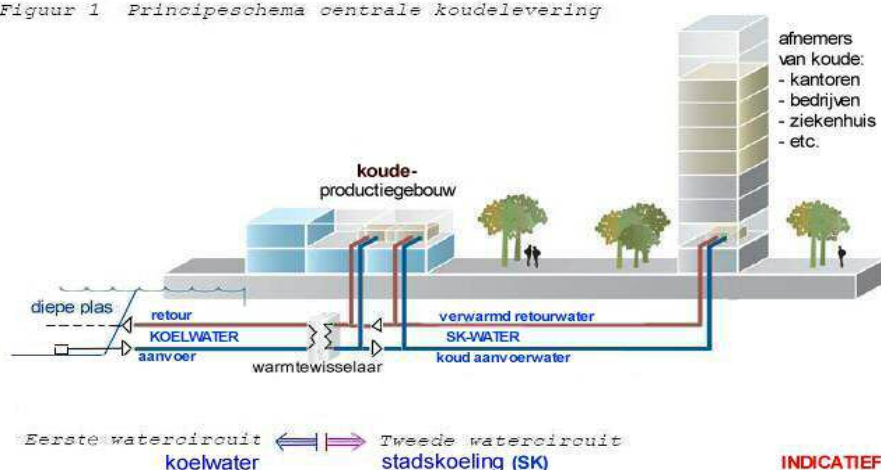 Figuur 1 Principeschema centrale koudelevering
afnemers
van koude:
- kantoren
- bedrijven
- ziekenhuis
- etc.
koude-
productiegebouw
diepe plas
retour
KOELWATER
aanvoer
warmtewisselaar
verwarmd retourwater
SK-WATER
koud aanvoerwater
Eerste watercircuit
koelwater
Tweede watercircuit
stadskoeling (SK)
INDICATIEF